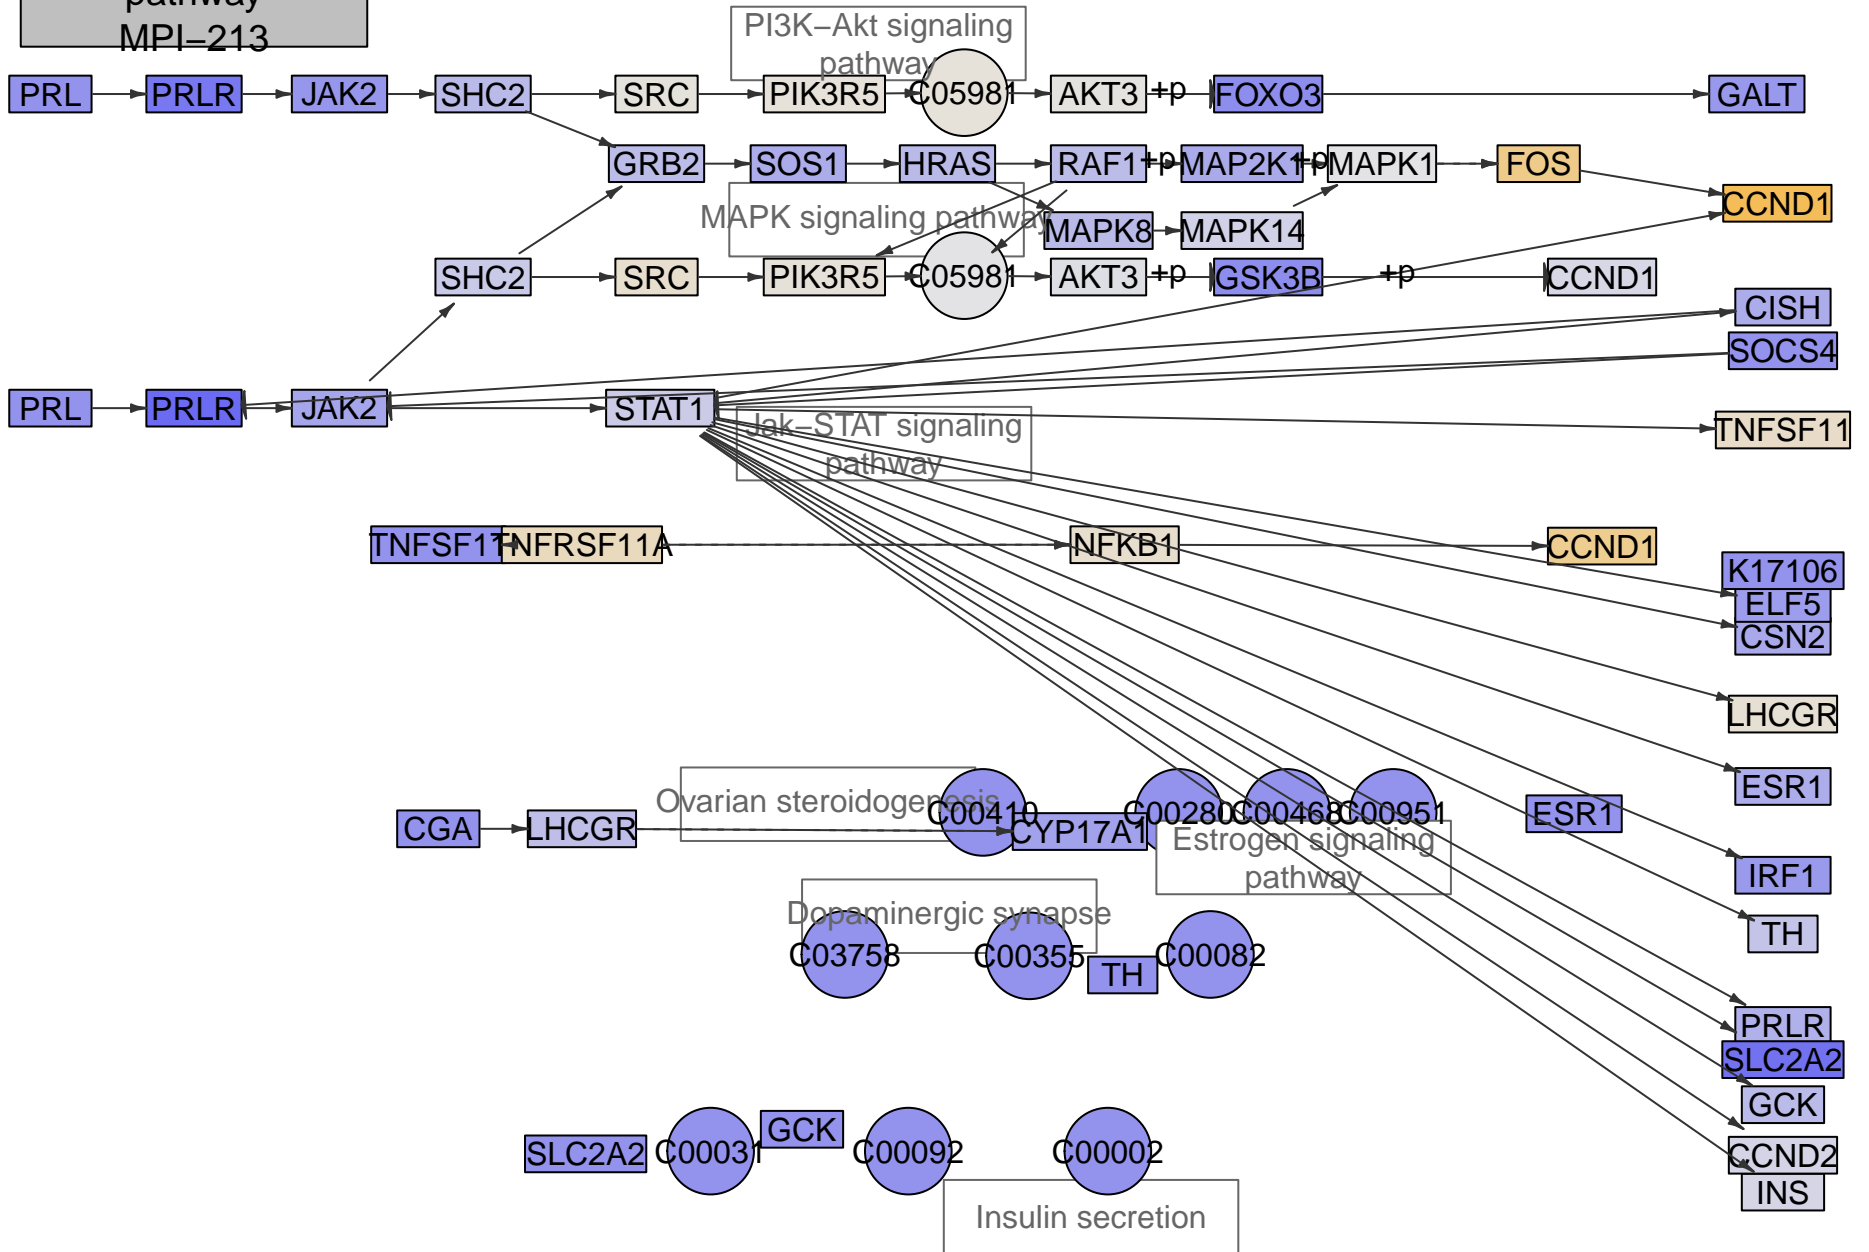 pathway
MPI−213
PI3K−Akt signaling
pathway
PRL
PRLR
JAK2
SHC2
SRC
PIK3R5
C05981
AKT3
+p
FOXO3
GALT
GRB2
SOS1
HRAS
RAF1
+p
MAP2K1
+p
MAPK1
FOS
CCND1
MAPK signaling pathway
MAPK8
MAPK14
SHC2
SRC
PIK3R5
C05981
AKT3
+p
GSK3B
+p
CCND1
CISH
SOCS4
PRL
PRLR
JAK2
STAT1
Jak−STAT signaling
pathway
TNFSF11
TNFSF11
TNFRSF11A
NFKB1
CCND1
K17106
ELF5
CSN2
LHCGR
ESR1
Ovarian steroidogenesis
C00410
C00280
C00468
C00951
ESR1
CGA
LHCGR
CYP17A1
Estrogen signaling
pathway
IRF1
Dopaminergic synapse
TH
C03758
C00355
TH
C00082
PRLR
SLC2A2
GCK
SLC2A2
C00031
GCK
C00092
C00002
CCND2
INS
Insulin secretion